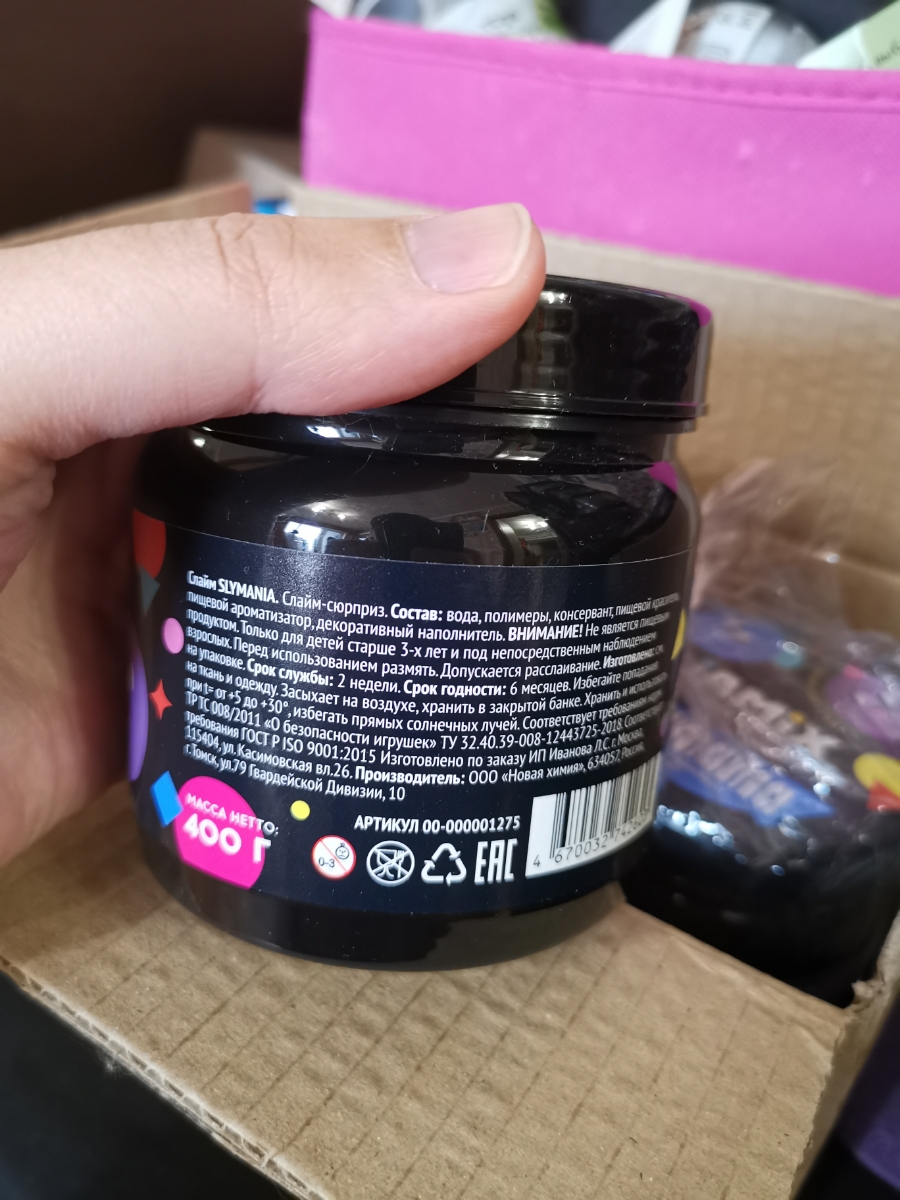 Слайм SLYMANIA. Слайм-сюрприз. Состав: вода, полимеры, консервант, пищевой краситель,
пищевой ароматизатор, декоративный наполнитель. ВНИМАНИЕ! Не является пищевым
продуктом. Только для детей старше 3-х лет и под непосредственным наблюдением
взрослых. Перед использованием размять. Допускается расслаивание. Изготовлено: см.
на упаковке. Срок службы: 2 недели. Срок годности: 6 месяцев. Избегайте попадания
на ткань и одежду. Засыхает на воздухе, хранить в закрытой банке. Хранить и использовать
при t= от +5 до +30°, избегать прямых солнечных лучей. Соответствует требованиям
ТР ТС 008/2011 «О безопасности игрушек» ТУ 32.40.39-008-12443725-2018.
требования ГОСТ Р ISO 9001:2015 Изготовлено по заказу ИП Иванова Л.С г. Москва,
115404, ул. Касимовская вл.26. Производитель: ООО «Новая химия», 634057, Россия,
г. Томск, ул.79 Гвардейской Дивизии, 10
МАССА НЕТТО:
400 Г
АРТИКУЛ 00-000001275
0-3
EAC
4 670032